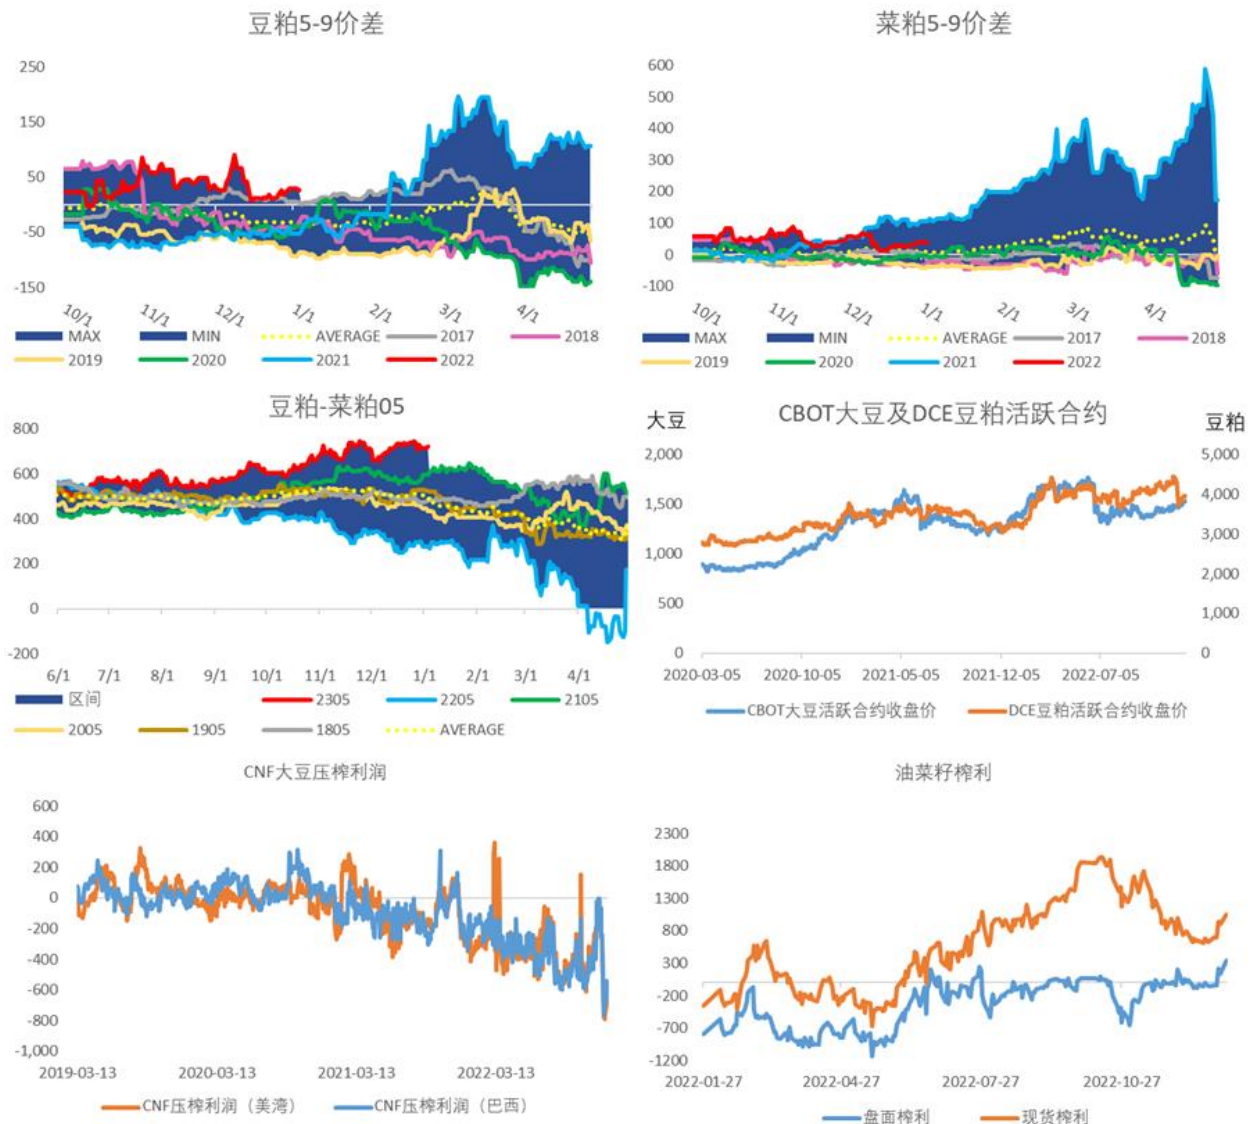 豆粕5-9价差
250
150
50
-50
-150
10/1 11/1 12/1 1/1 2/1 3/1 4/1
MAX MIN AVERAGE 2017 2018
2019 2020 2021 2022
菜粕5-9价差
600
500
400
300
200
100
0
-100
10/1 11/1 12/1 1/1 2/1 3/1 4/1
MAX MIN AVERAGE 2017 2018
2019 2020 2021 2022
豆粕-菜粕05
800
600
400
200
0
-200
6/1 7/1 8/1 9/1 10/1 11/1 12/1 1/1 2/1 3/1 4/1
区间 2305 2205 2105
2005 1905 1805 AVERAGE
大豆 CBOT大豆及DCE豆粕活跃合约 豆粕
2,000 5,000
1,500 4,000
1,000 3,000
500 2,000
0 1,000
0
2020-03-05 2020-10-05 2021-05-05 2021-12-05 2022-07-05
CBOT大豆活跃合约收盘价 DCE豆粕活跃合约收盘价
CNF大豆压榨利润
600
400
200
0
-200
-400
-600
-800
-1,000
2019-03-13 2020-03-13 2021-03-13 2022-03-13
CNF压榨利润（美湾） CNF压榨利润（巴西）
油菜籽榨利
2300
1800
1300
800
300
-200
-700
-1200
2022-01-27 2022-04-27 2022-07-27 2022-10-27
盘面榨利 现货榨利